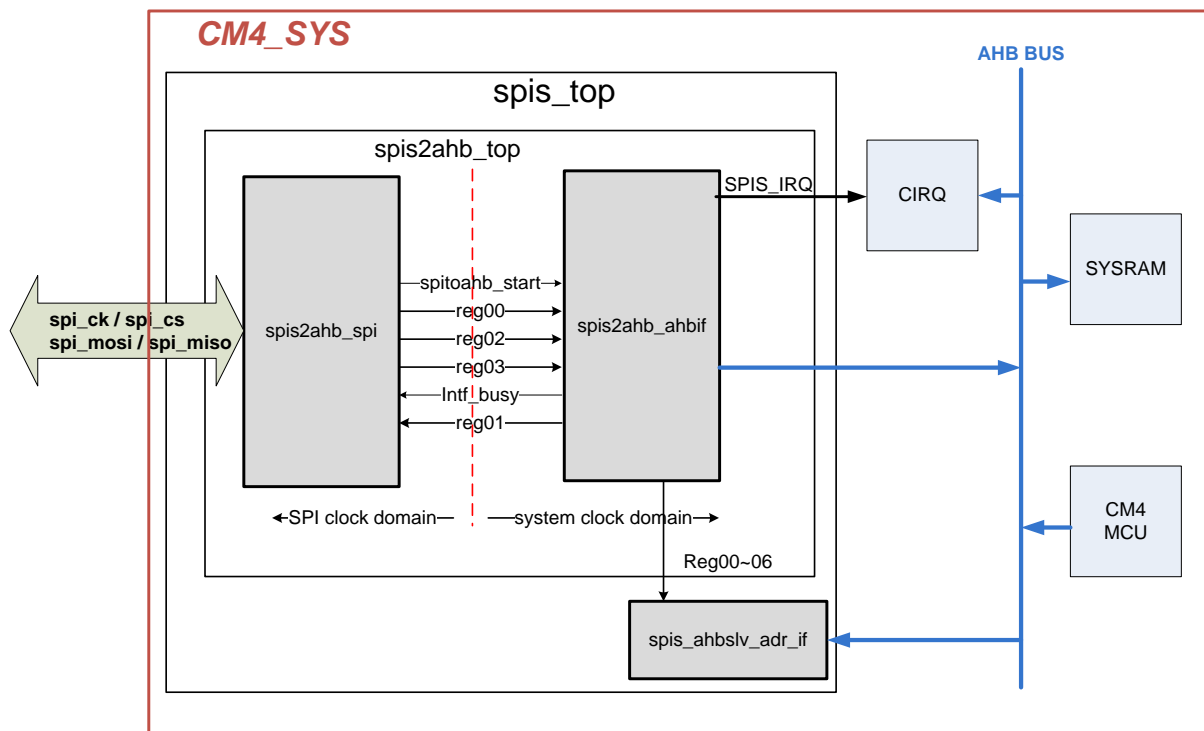 CM4_SYS
AHB BUS
spis_top
spis2ahb_top
SPIS_IRQ
CIRQ
SYSRAM
spi_ck / spi_cs
spi_mosi / spi_miso
spis2ahb_spi
spitoahb_start
reg00
reg02
reg03
Intf_busy
reg01
spis2ahb_ahbif
SPI clock domain
system clock domain
CM4
MCU
Reg00~06
spis_ahbslv_adr_if